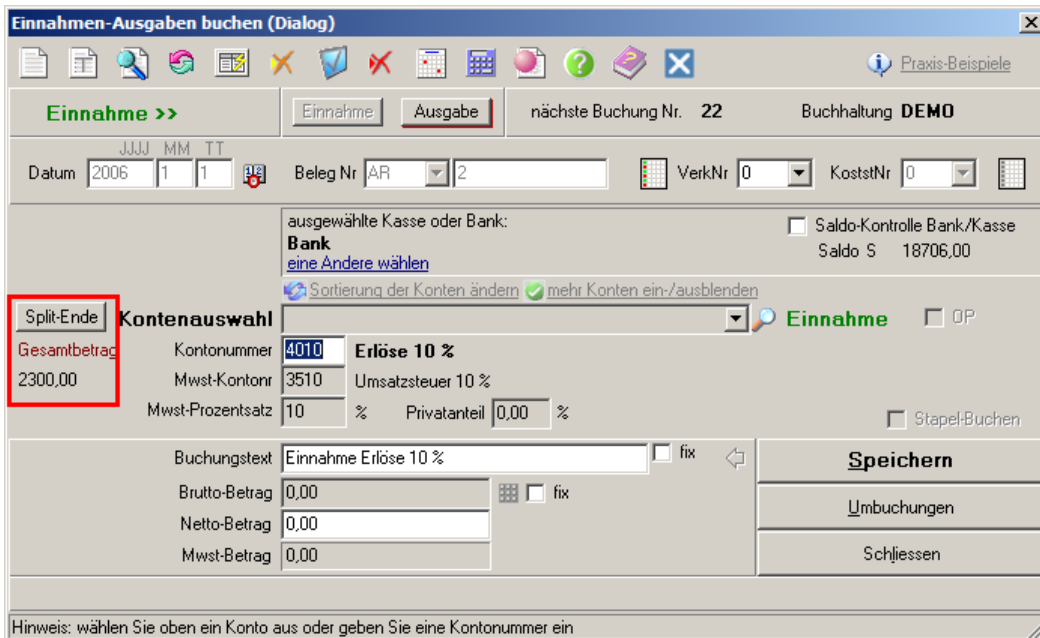 Einnahmen-Ausgaben buchen (Dialog)
Praxis-Beispiele
Einnahme >> Einnahme Ausgabe nächste Buchung Nr. 22 Buchhaltung DEMO
JJJJ MM TT
Datum 2006 1 1 Beleg Nr AR 2 VerkNr 0 KoststNr 0
ausgewählte Kasse oder Bank:
Bank
eine Andere wählen
Saldo-Kontrolle Bank/Kasse
Saldo S 18706,00
Sortierung der Konten ändern mehr Konten ein-/ausblenden
Split-Ende Kontenauswahl Einnahme OP
Gesamtbetrag Kontonummer 4010 Erlöse 10 %
2300,00 Mwst-Kontonr 3510 Umsatzsteuer 10 %
Mwst-Prozentsatz 10 % Privatanteil 0,00 % Stapel-Buchen
Buchungstext Einnahme Erlöse 10 % fix Speichern
Brutto-Betrag 0,00 fix Umbuchungen
Netto-Betrag 0,00
Mwst-Betrag 0,00 Schliessen
Hinweis: wählen Sie oben ein Konto aus oder geben Sie eine Kontonummer ein